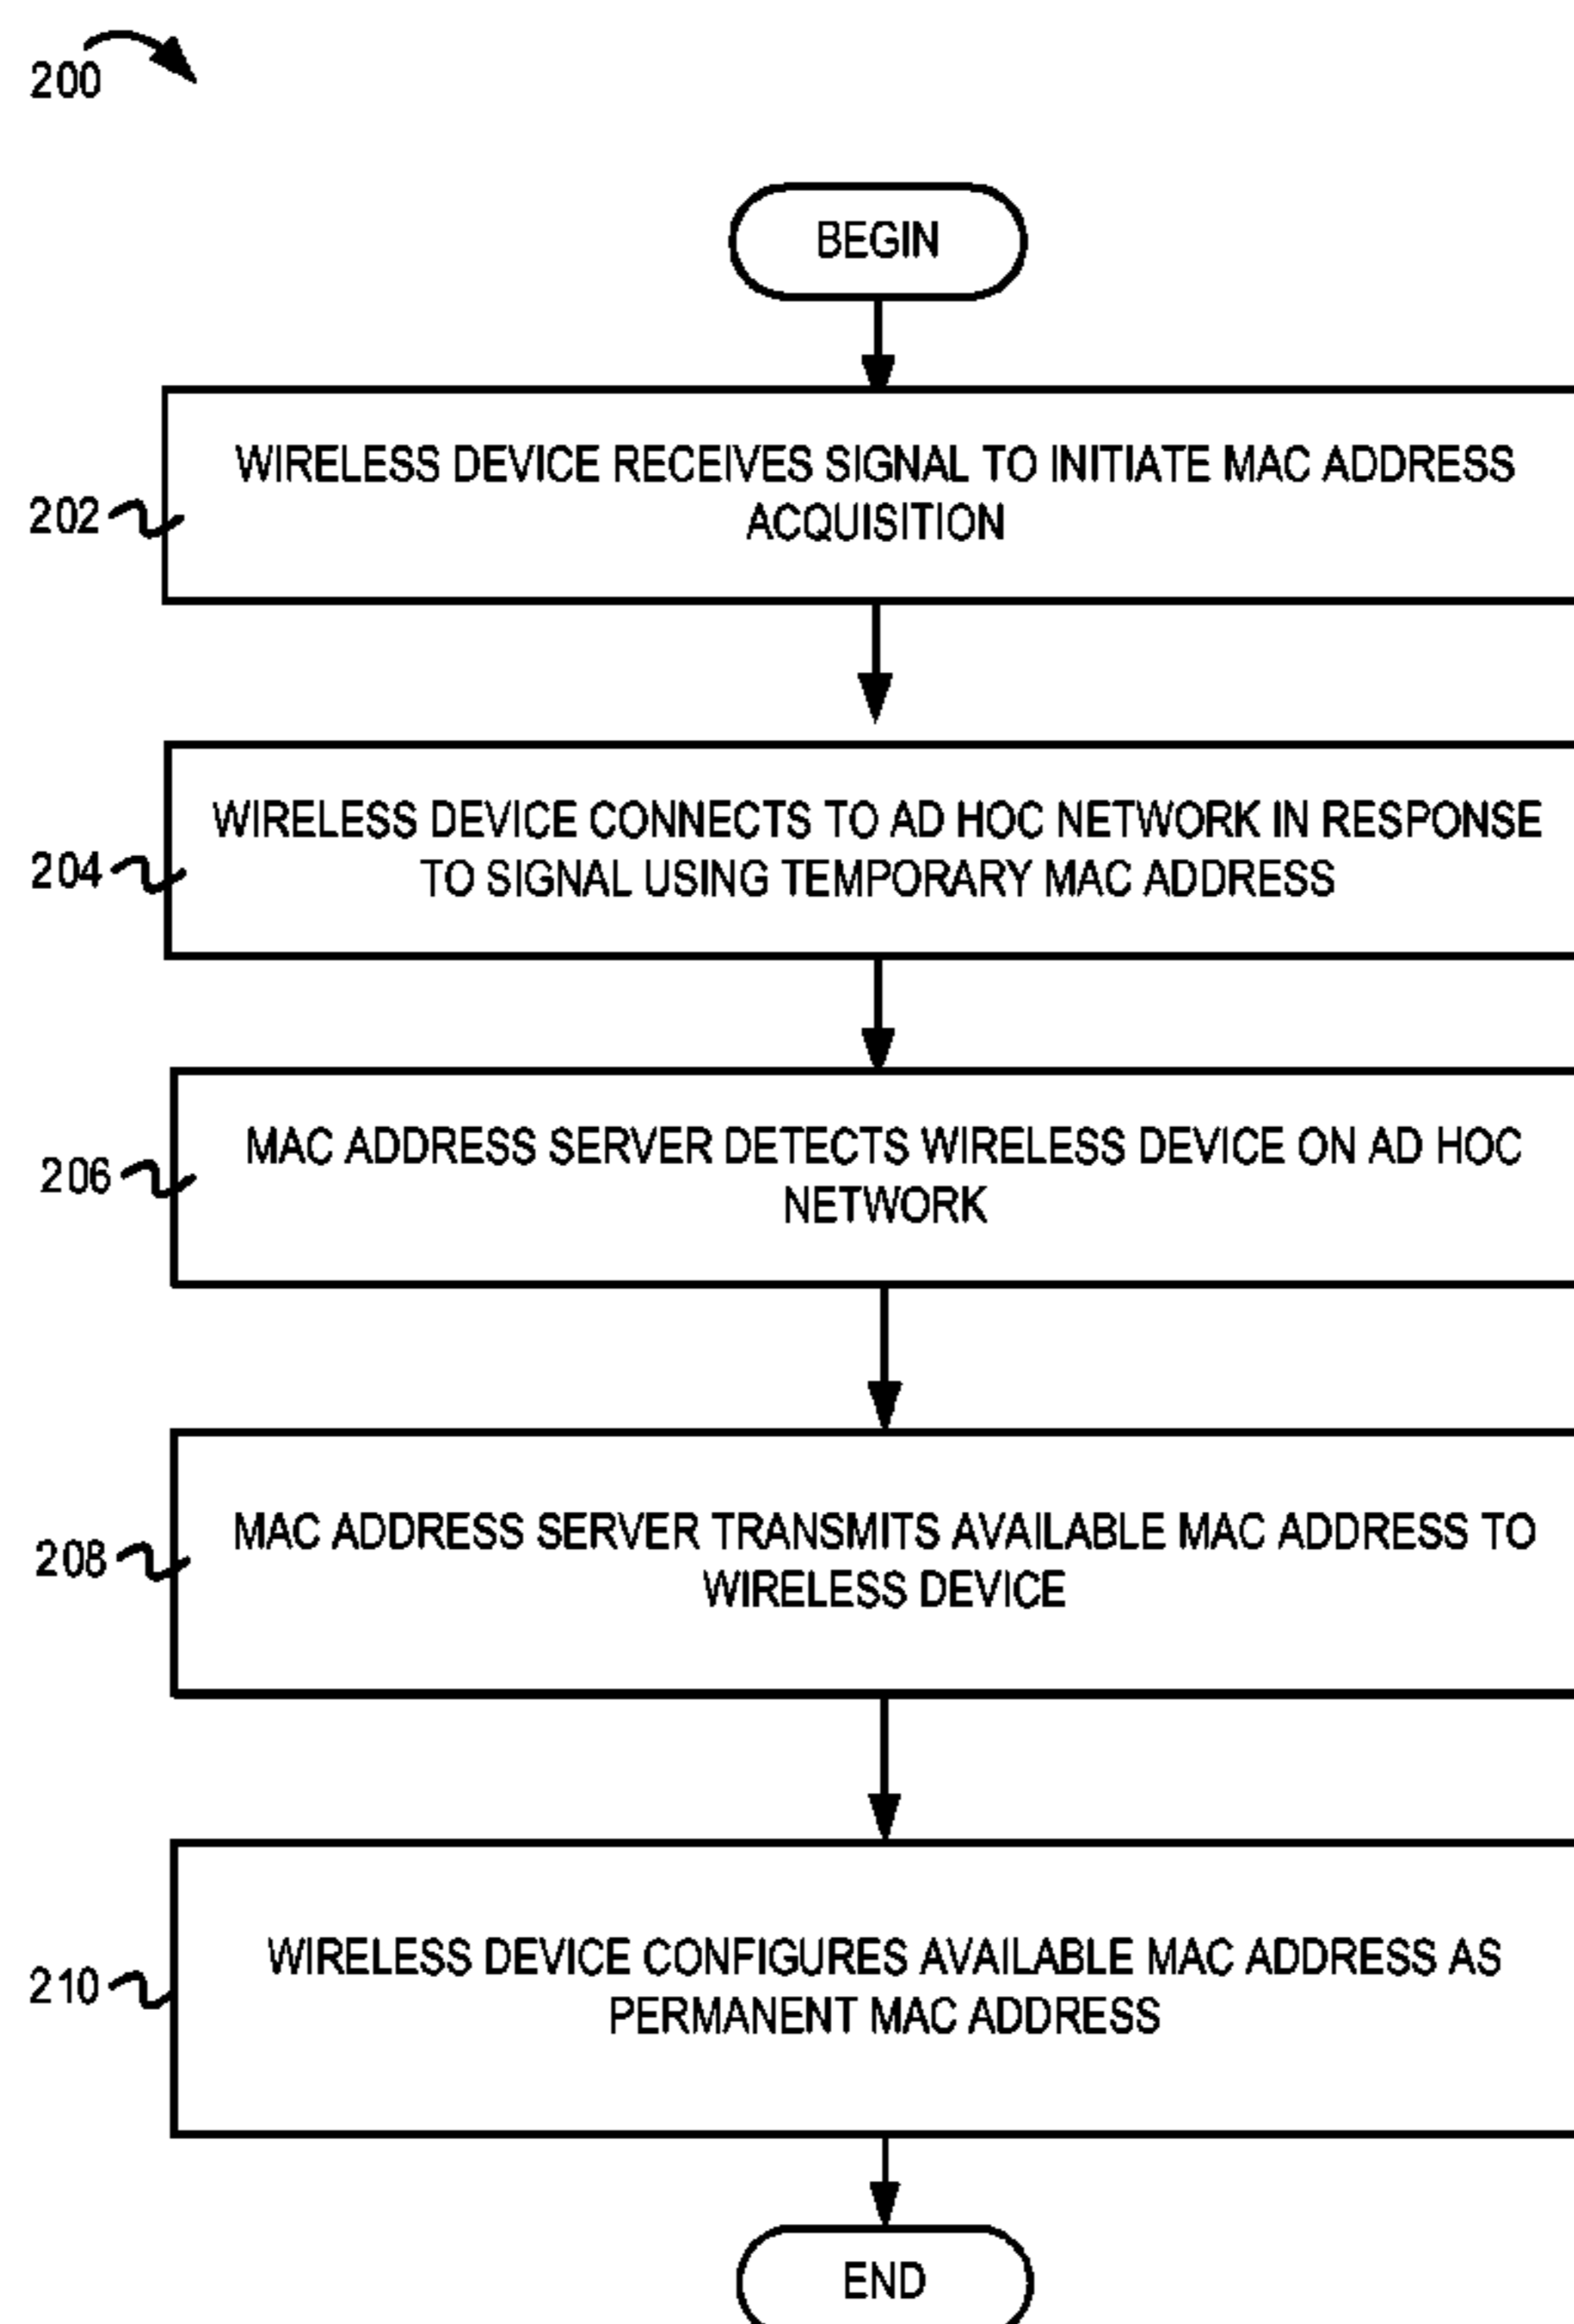 200
BEGIN
WIRELESS DEVICE RECEIVES SIGNAL TO INITIATE MAC ADDRESS
ACQUISITION
202
WIRELESS DEVICE CONNECTS TO AD HOC NETWORK IN RESPONSE
TO SIGNAL USING TEMPORARY MAC ADDRESS
204
MAC ADDRESS SERVER DETECTS WIRELESS DEVICE ON AD HOC
NETWORK
206
MAC ADDRESS SERVER TRANSMITS AVAILABLE MAC ADDRESS TO
WIRELESS DEVICE
208
WIRELESS DEVICE CONFIGURES AVAILABLE MAC ADDRESS AS
PERMANENT MAC ADDRESS
210
END